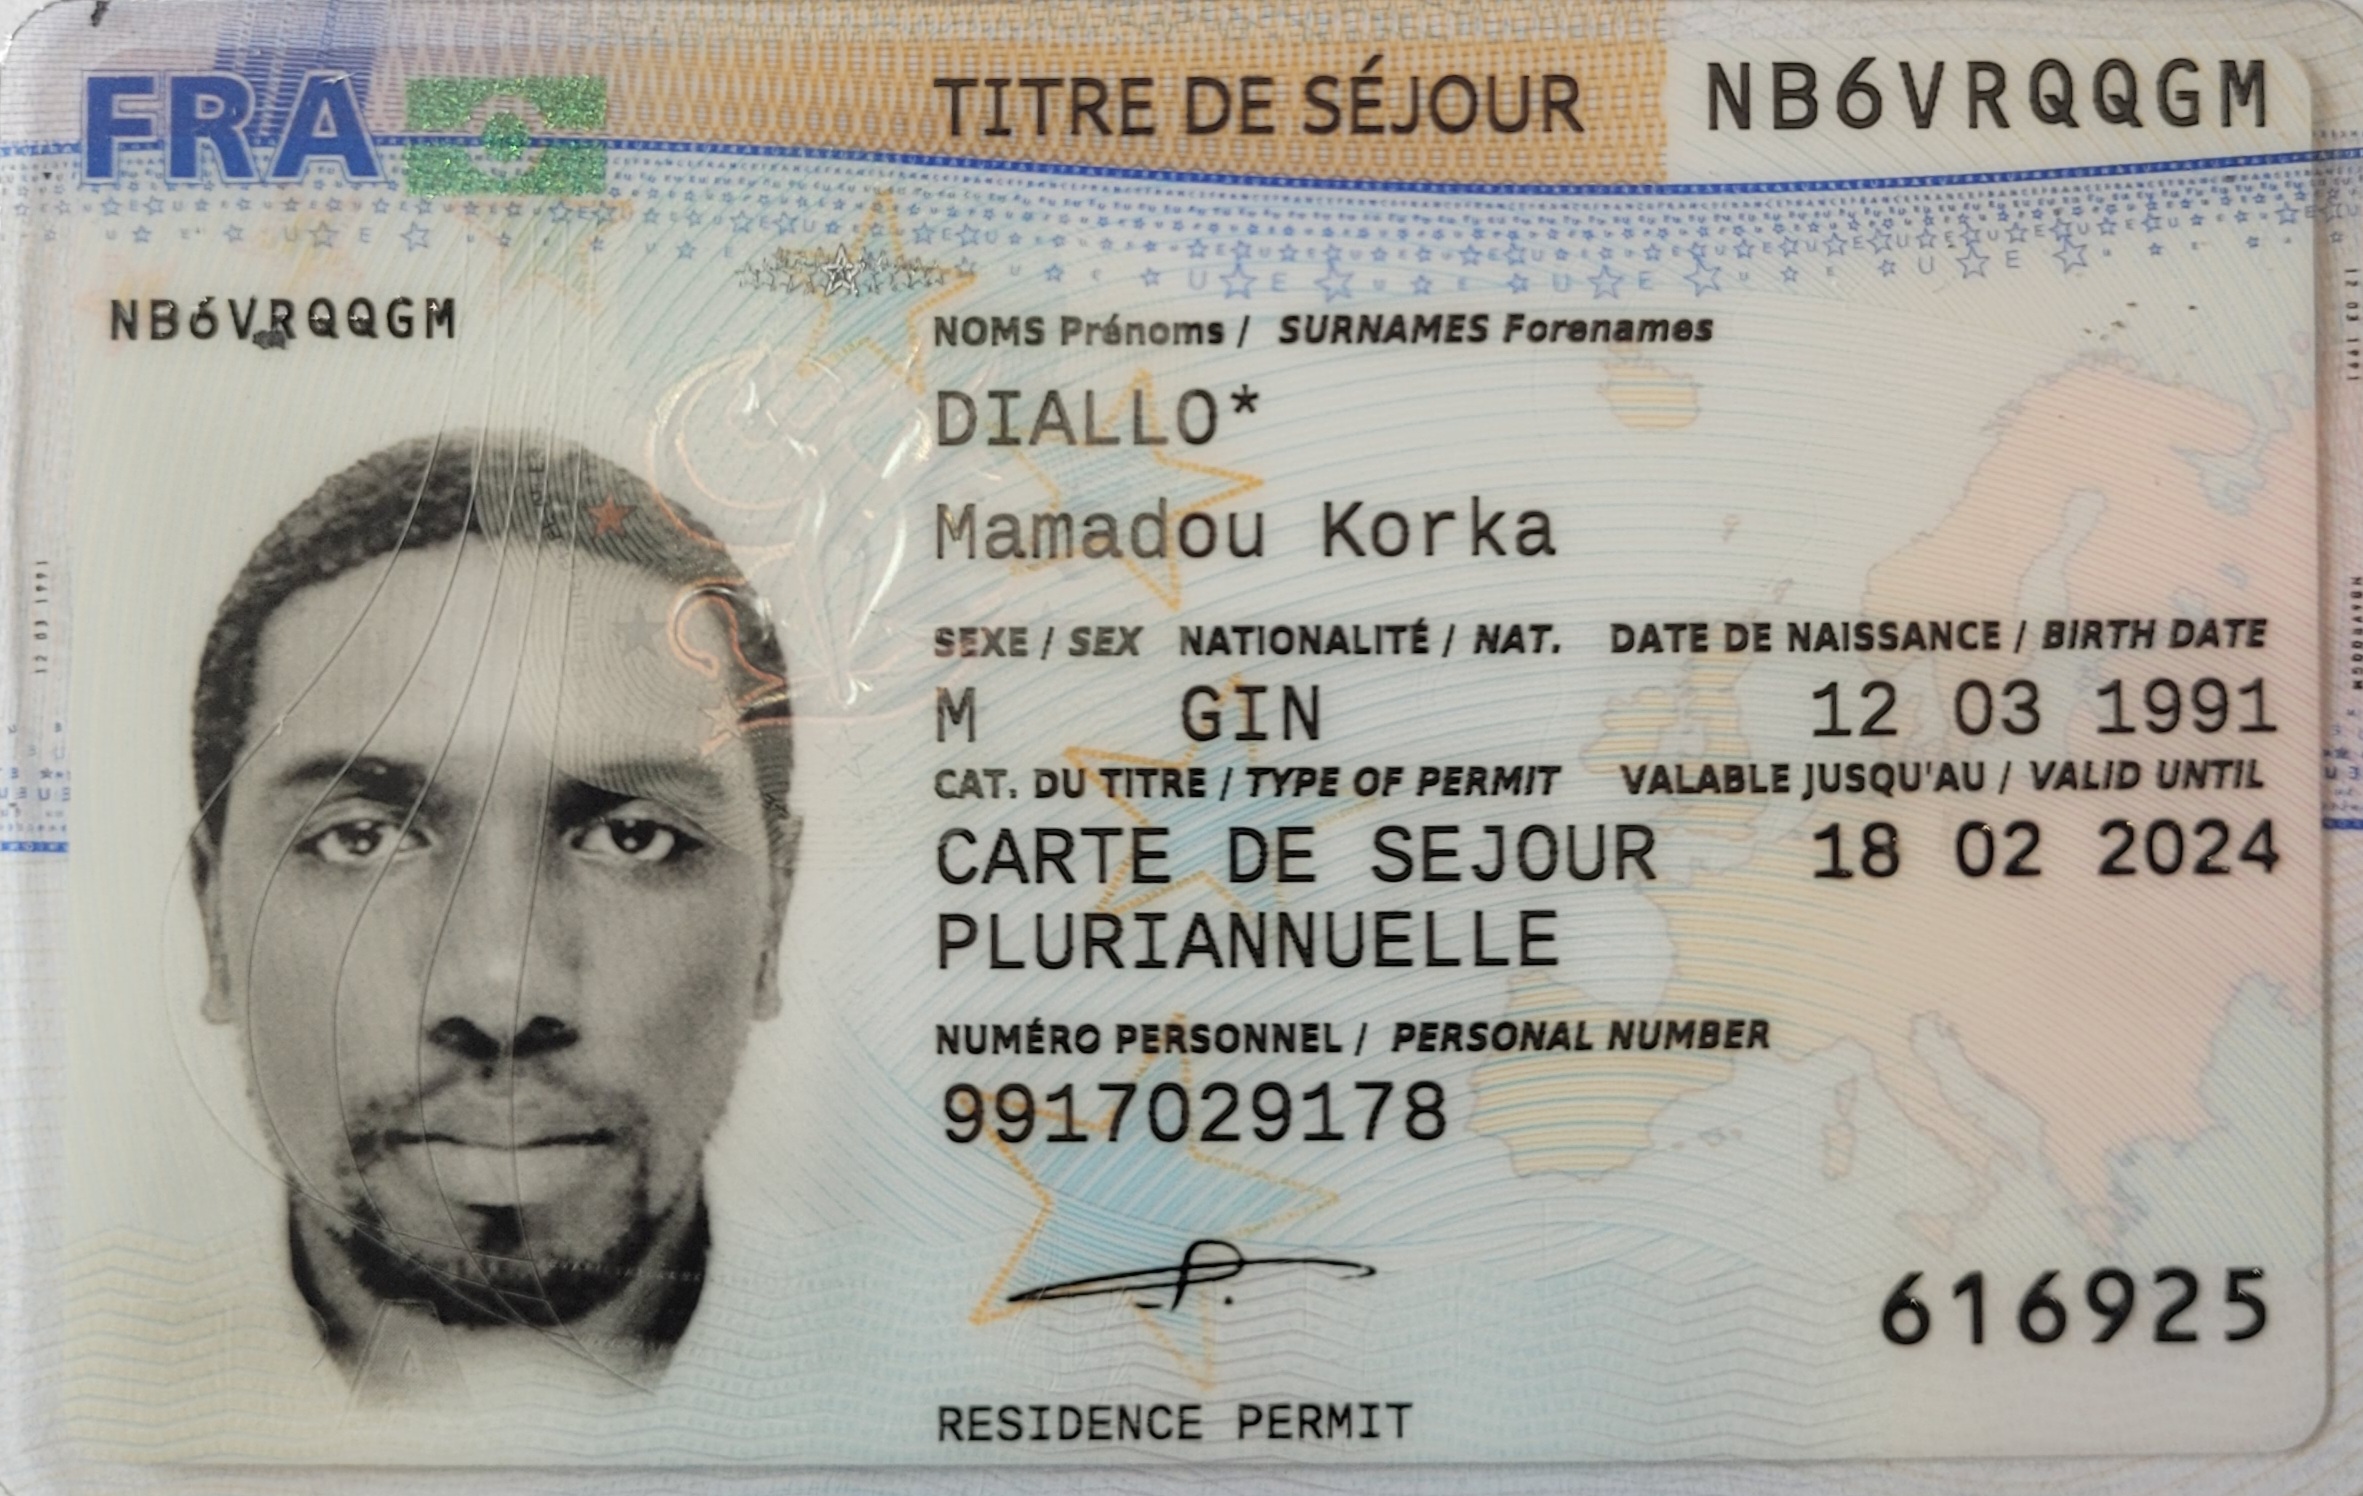 FRA
TITRE DE SÉJOUR
NB6VRQQGM
NB6VRQQGM
NOMS Prénoms / SURNAMES Forenames
DIALLO*
Mamadou Korka
SEXE / SEX NATIONALITÉ / NAT. DATE DE NAISSANCE / BIRTH DATE
M GIN 12 03 1991
CAT. DU TITRE / TYPE OF PERMIT VALABLE JUSQU'AU / VALID UNTIL
CARTE DE SEJOUR 18 02 2024
PLURIANNUELLE
NUMÉRO PERSONNEL / PERSONAL NUMBER
9917029178
616925
RESIDENCE PERMIT
12 03 1991
12 03 1991